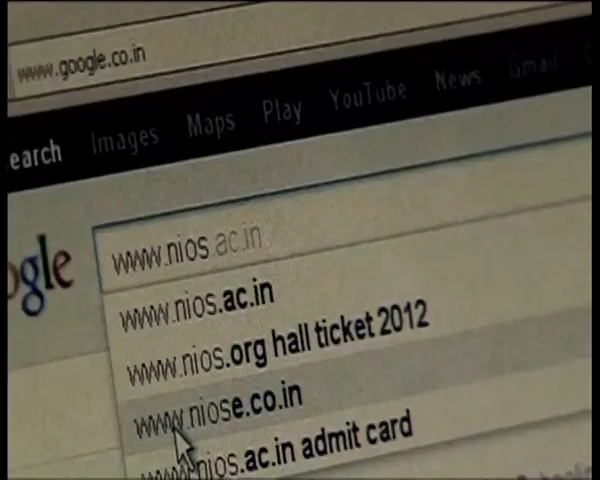 www.google.co.in
earch Images Maps Play YouTube News Gmail
ogle
www.nios.ac.in
www.nios.ac.in
www.nios.org hall ticket 2012
www.niose.co.in
www.nios.ac.in admit card